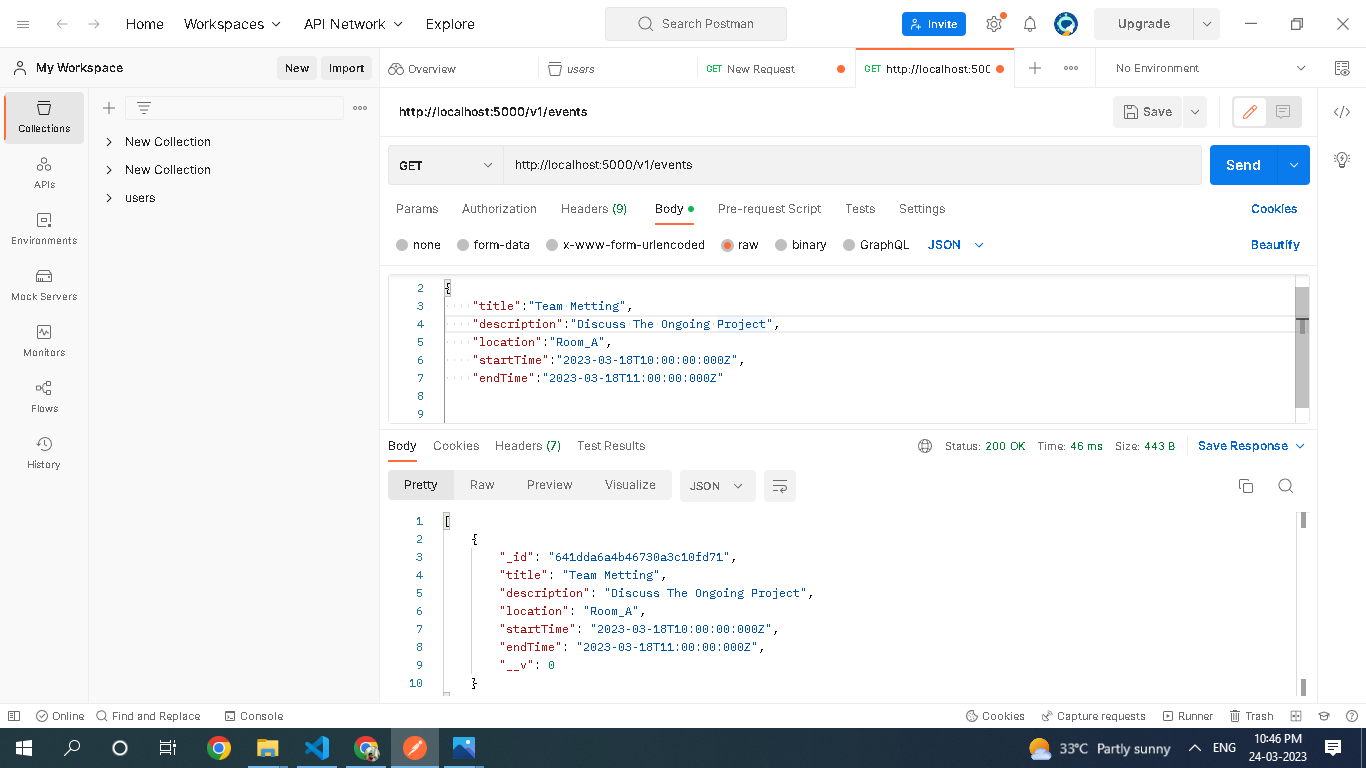 Home Workspaces API Network Explore Search Postman Invite Upgrade
My Workspace New Import Overview users GET New Request GET http://localhost:500 No Environment
Collections
APIs
Environments
Mock Servers
Monitors
Flows
History
New Collection
New Collection
users
http://localhost:5000/v1/events Save
GET http://localhost:5000/v1/events Send
Params Authorization Headers (9) Body Pre-request Script Tests Settings Cookies
none form-data x-www-form-urlencoded raw binary GraphQL JSON Beautify
2 {
3 "title":"Team Metting",
4 "description":"Discuss The Ongoing Project",
5 "location":"Room_A",
6 "startTime":"2023-03-18T10:00:00:000Z",
7 "endTime":"2023-03-18T11:00:00:000Z"
8
9
Body Cookies Headers (7) Test Results Status: 200 OK Time: 46 ms Size: 443 B Save Response
Pretty Raw Preview Visualize JSON
1 [
2 {
3 "_id": "641dda6a4b46730a3c10fd71",
4 "title": "Team Metting",
5 "description": "Discuss The Ongoing Project",
6 "location": "Room_A",
7 "startTime": "2023-03-18T10:00:00:000Z",
8 "endTime": "2023-03-18T11:00:00:000Z",
9 "__v": 0
10 }
Online Find and Replace Console Cookies Capture requests Runner Trash
33°C Partly sunny ENG 10:46 PM
24-03-2023